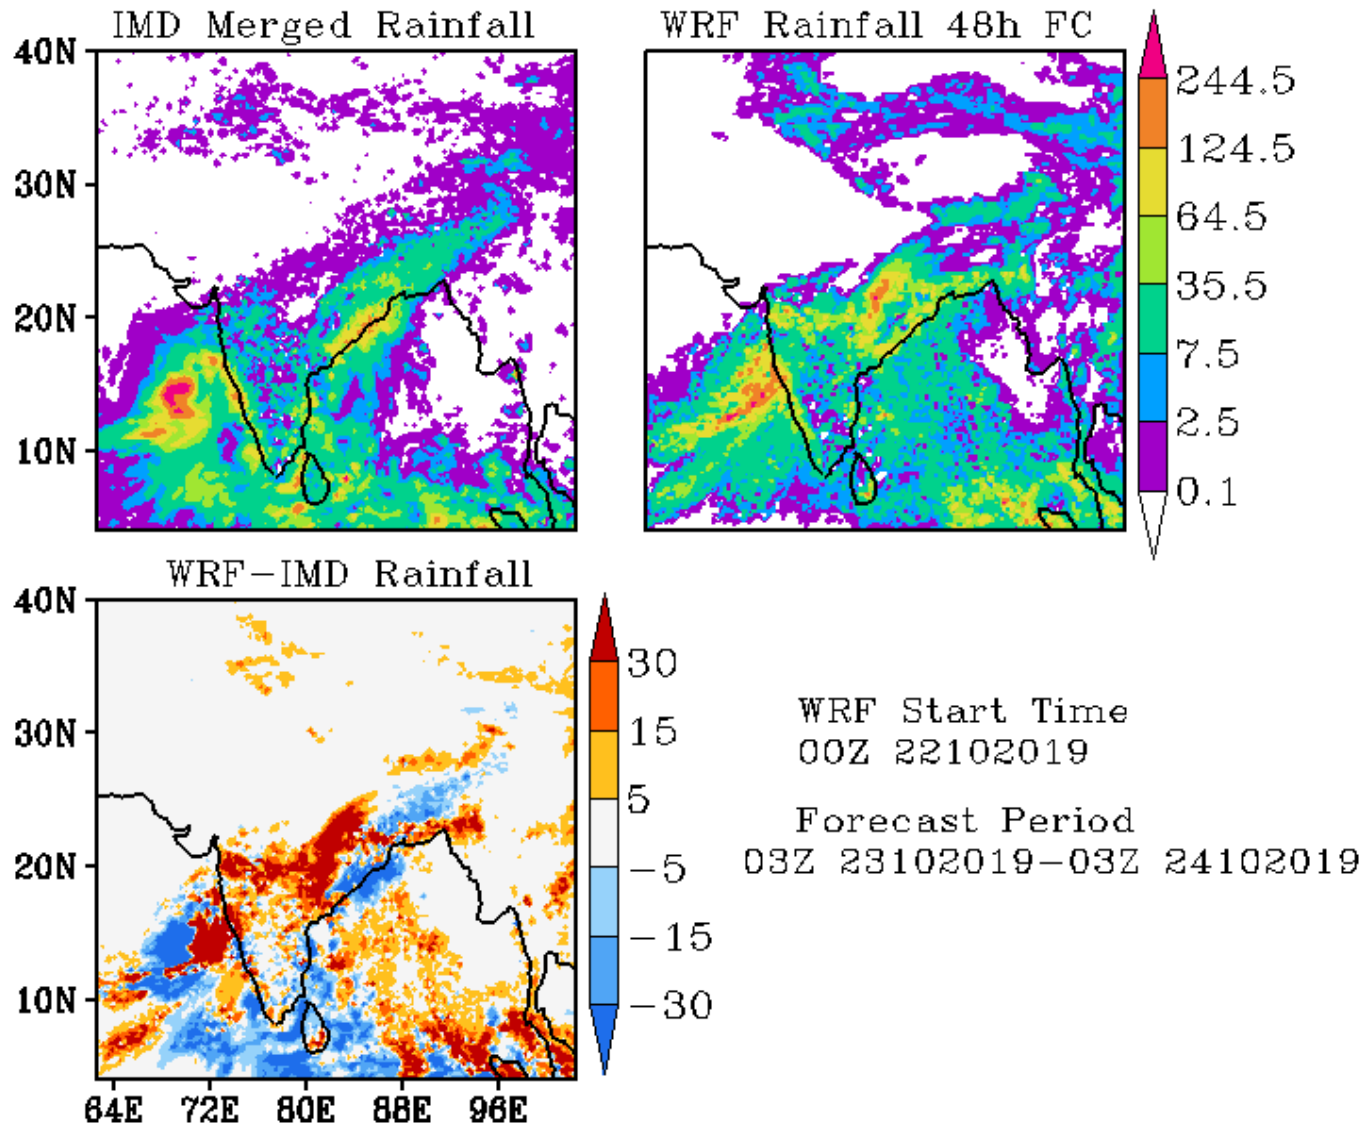 IMD Merged Rainfall
WRF Rainfall 48h FC
40N
30N
20N
10N
244.5
124.5
64.5
35.5
7.5
2.5
0.1
WRF-IMD Rainfall
40N
30N
20N
10N
64E 72E 80E 88E 96E
30
15
5
-5
-15
-30
WRF Start Time
00Z 22102019
Forecast Period
03Z 23102019-03Z 24102019